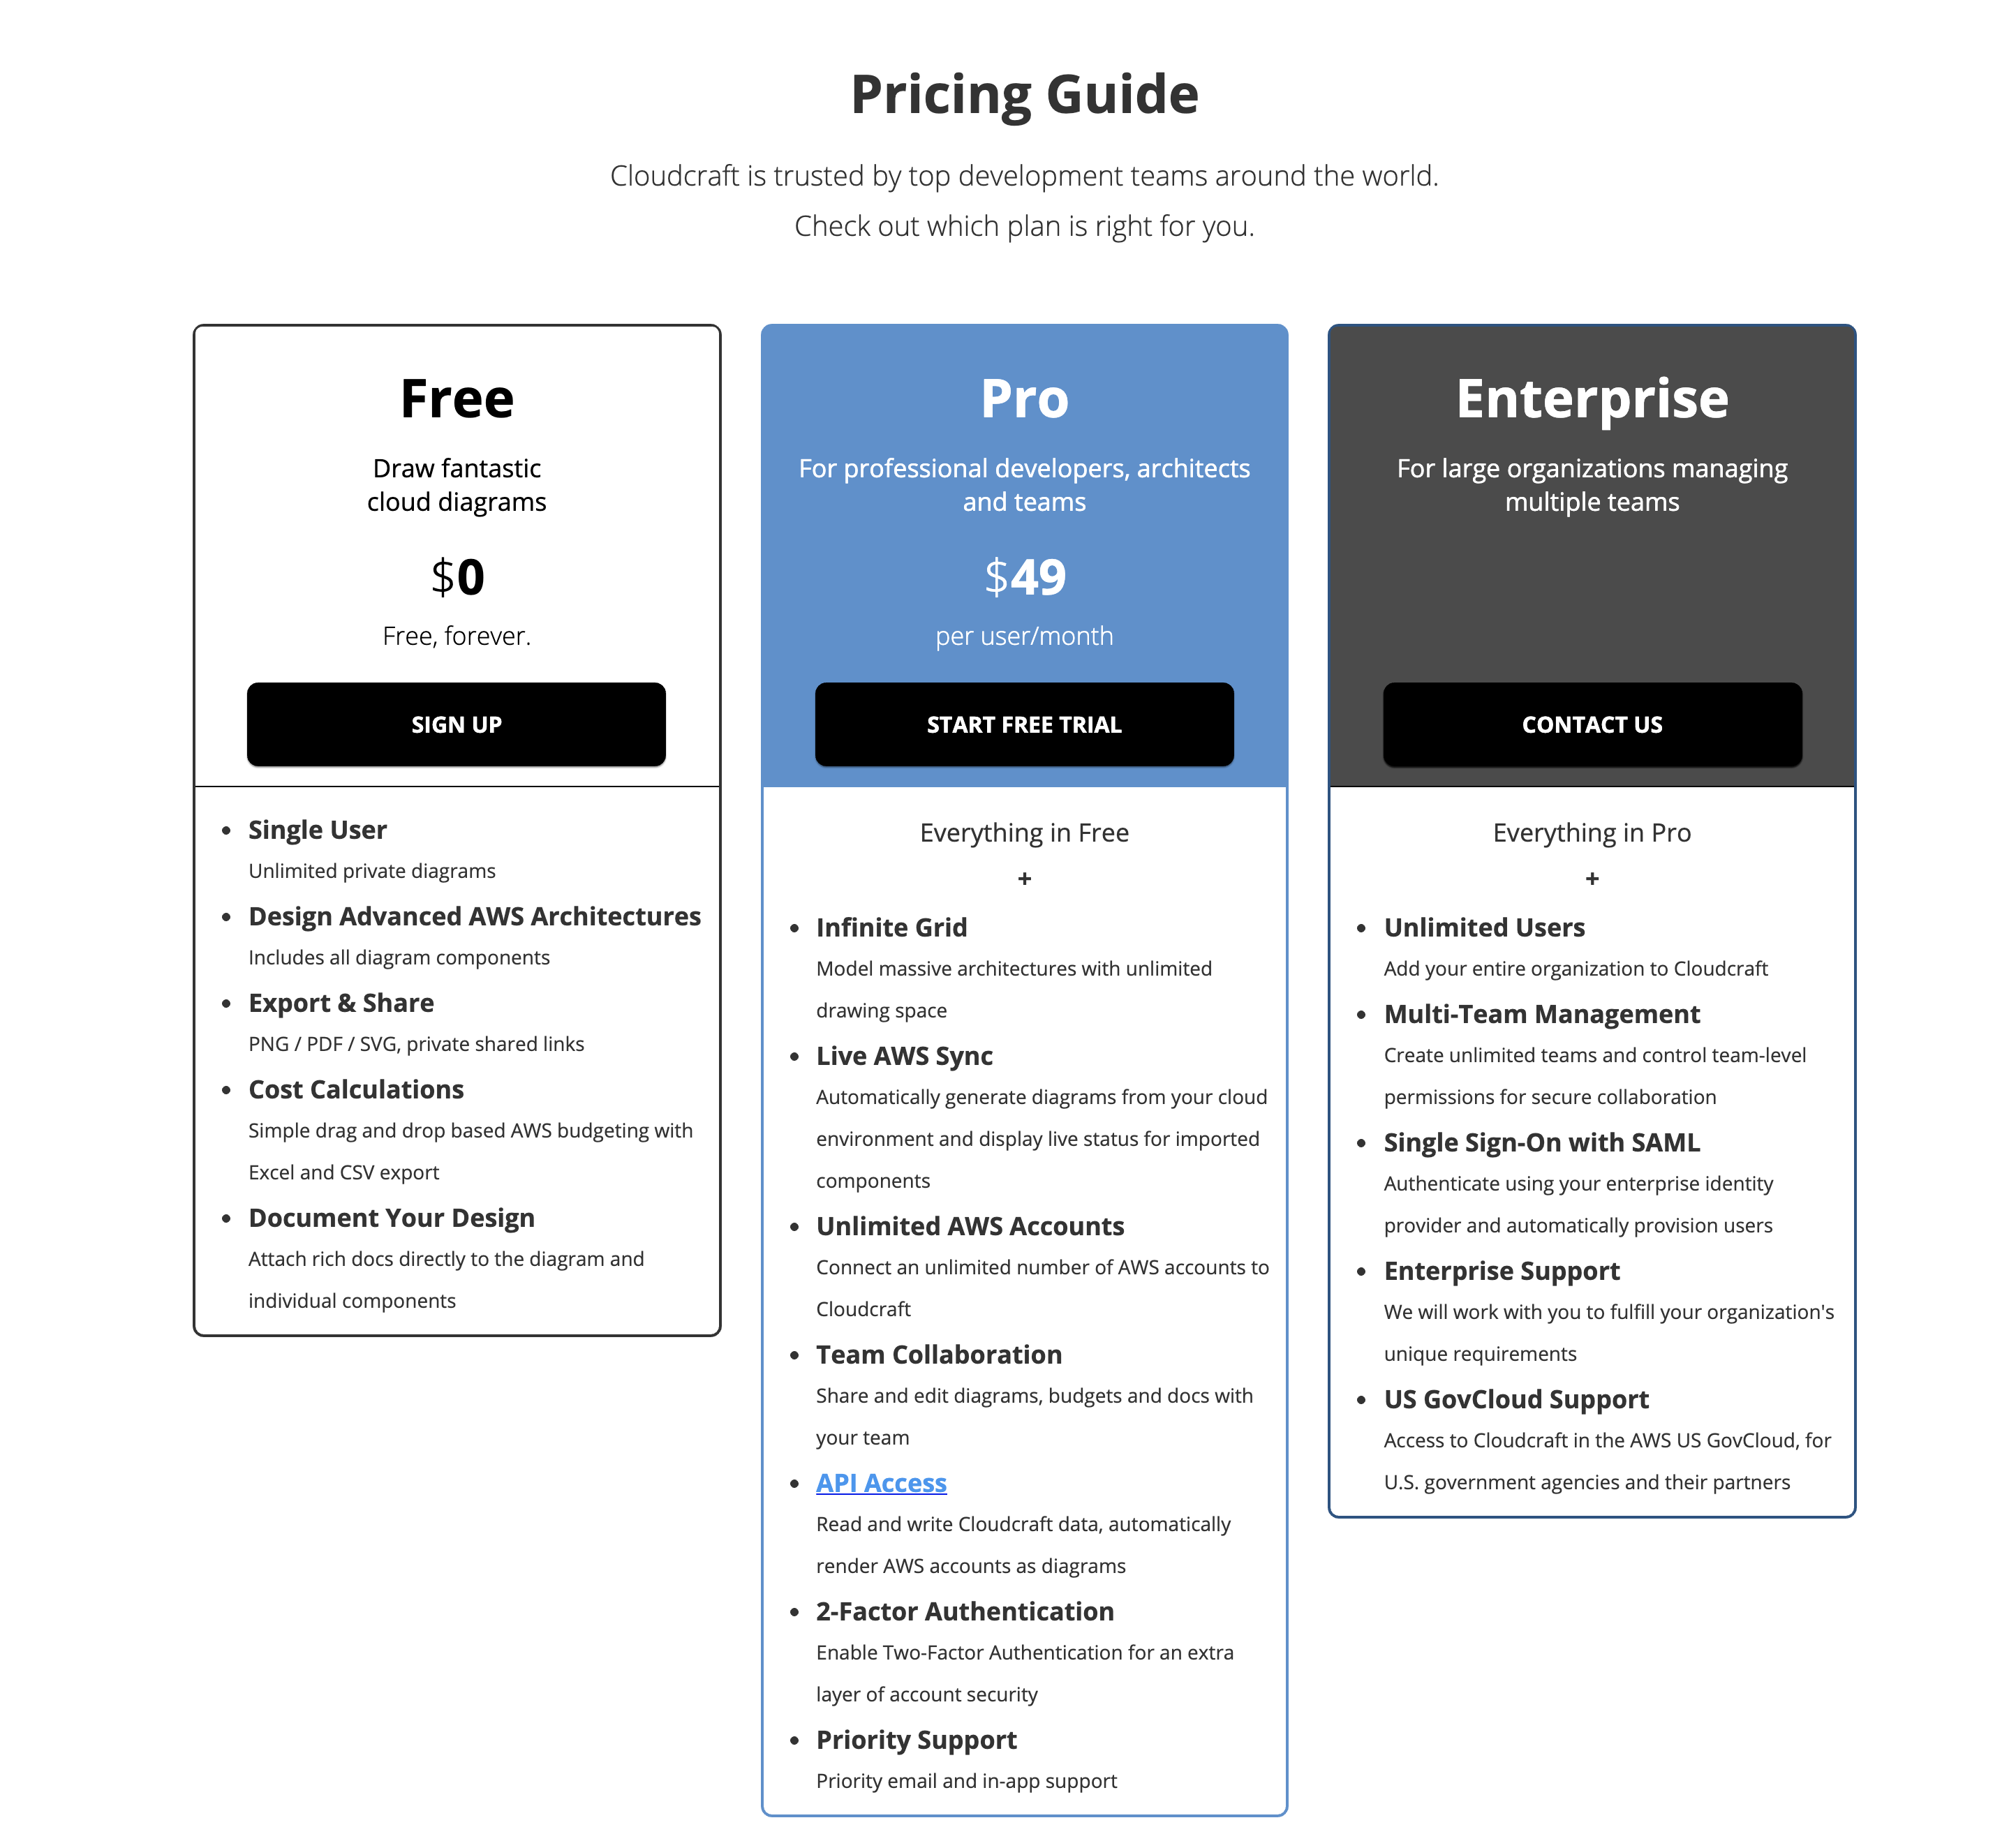 Pricing Guide
Cloudcraft is trusted by top development teams around the world.
Check out which plan is right for you.
Free
Draw fantastic
cloud diagrams
$0
Free, forever.
SIGN UP
• Single User
Unlimited private diagrams
• Design Advanced AWS Architectures
Includes all diagram components
• Export & Share
PNG / PDF / SVG, private shared links
• Cost Calculations
Simple drag and drop based AWS budgeting with
Excel and CSV export
• Document Your Design
Attach rich docs directly to the diagram and
individual components
Pro
For professional developers, architects
and teams
$49
per user/month
START FREE TRIAL
Everything in Free
+
• Infinite Grid
Model massive architectures with unlimited
drawing space
• Live AWS Sync
Automatically generate diagrams from your cloud
environment and display live status for imported
components
• Unlimited AWS Accounts
Connect an unlimited number of AWS accounts to
Cloudcraft
• Team Collaboration
Share and edit diagrams, budgets and docs with
your team
• API Access
Read and write Cloudcraft data, automatically
render AWS accounts as diagrams
• 2-Factor Authentication
Enable Two-Factor Authentication for an extra
layer of account security
• Priority Support
Priority email and in-app support
Enterprise
For large organizations managing
multiple teams
CONTACT US
Everything in Pro
+
• Unlimited Users
Add your entire organization to Cloudcraft
• Multi-Team Management
Create unlimited teams and control team-level
permissions for secure collaboration
• Single Sign-On with SAML
Authenticate using your enterprise identity
provider and automatically provision users
• Enterprise Support
We will work with you to fulfill your organization's
unique requirements
• US GovCloud Support
Access to Cloudcraft in the AWS US GovCloud, for
U.S. government agencies and their partners